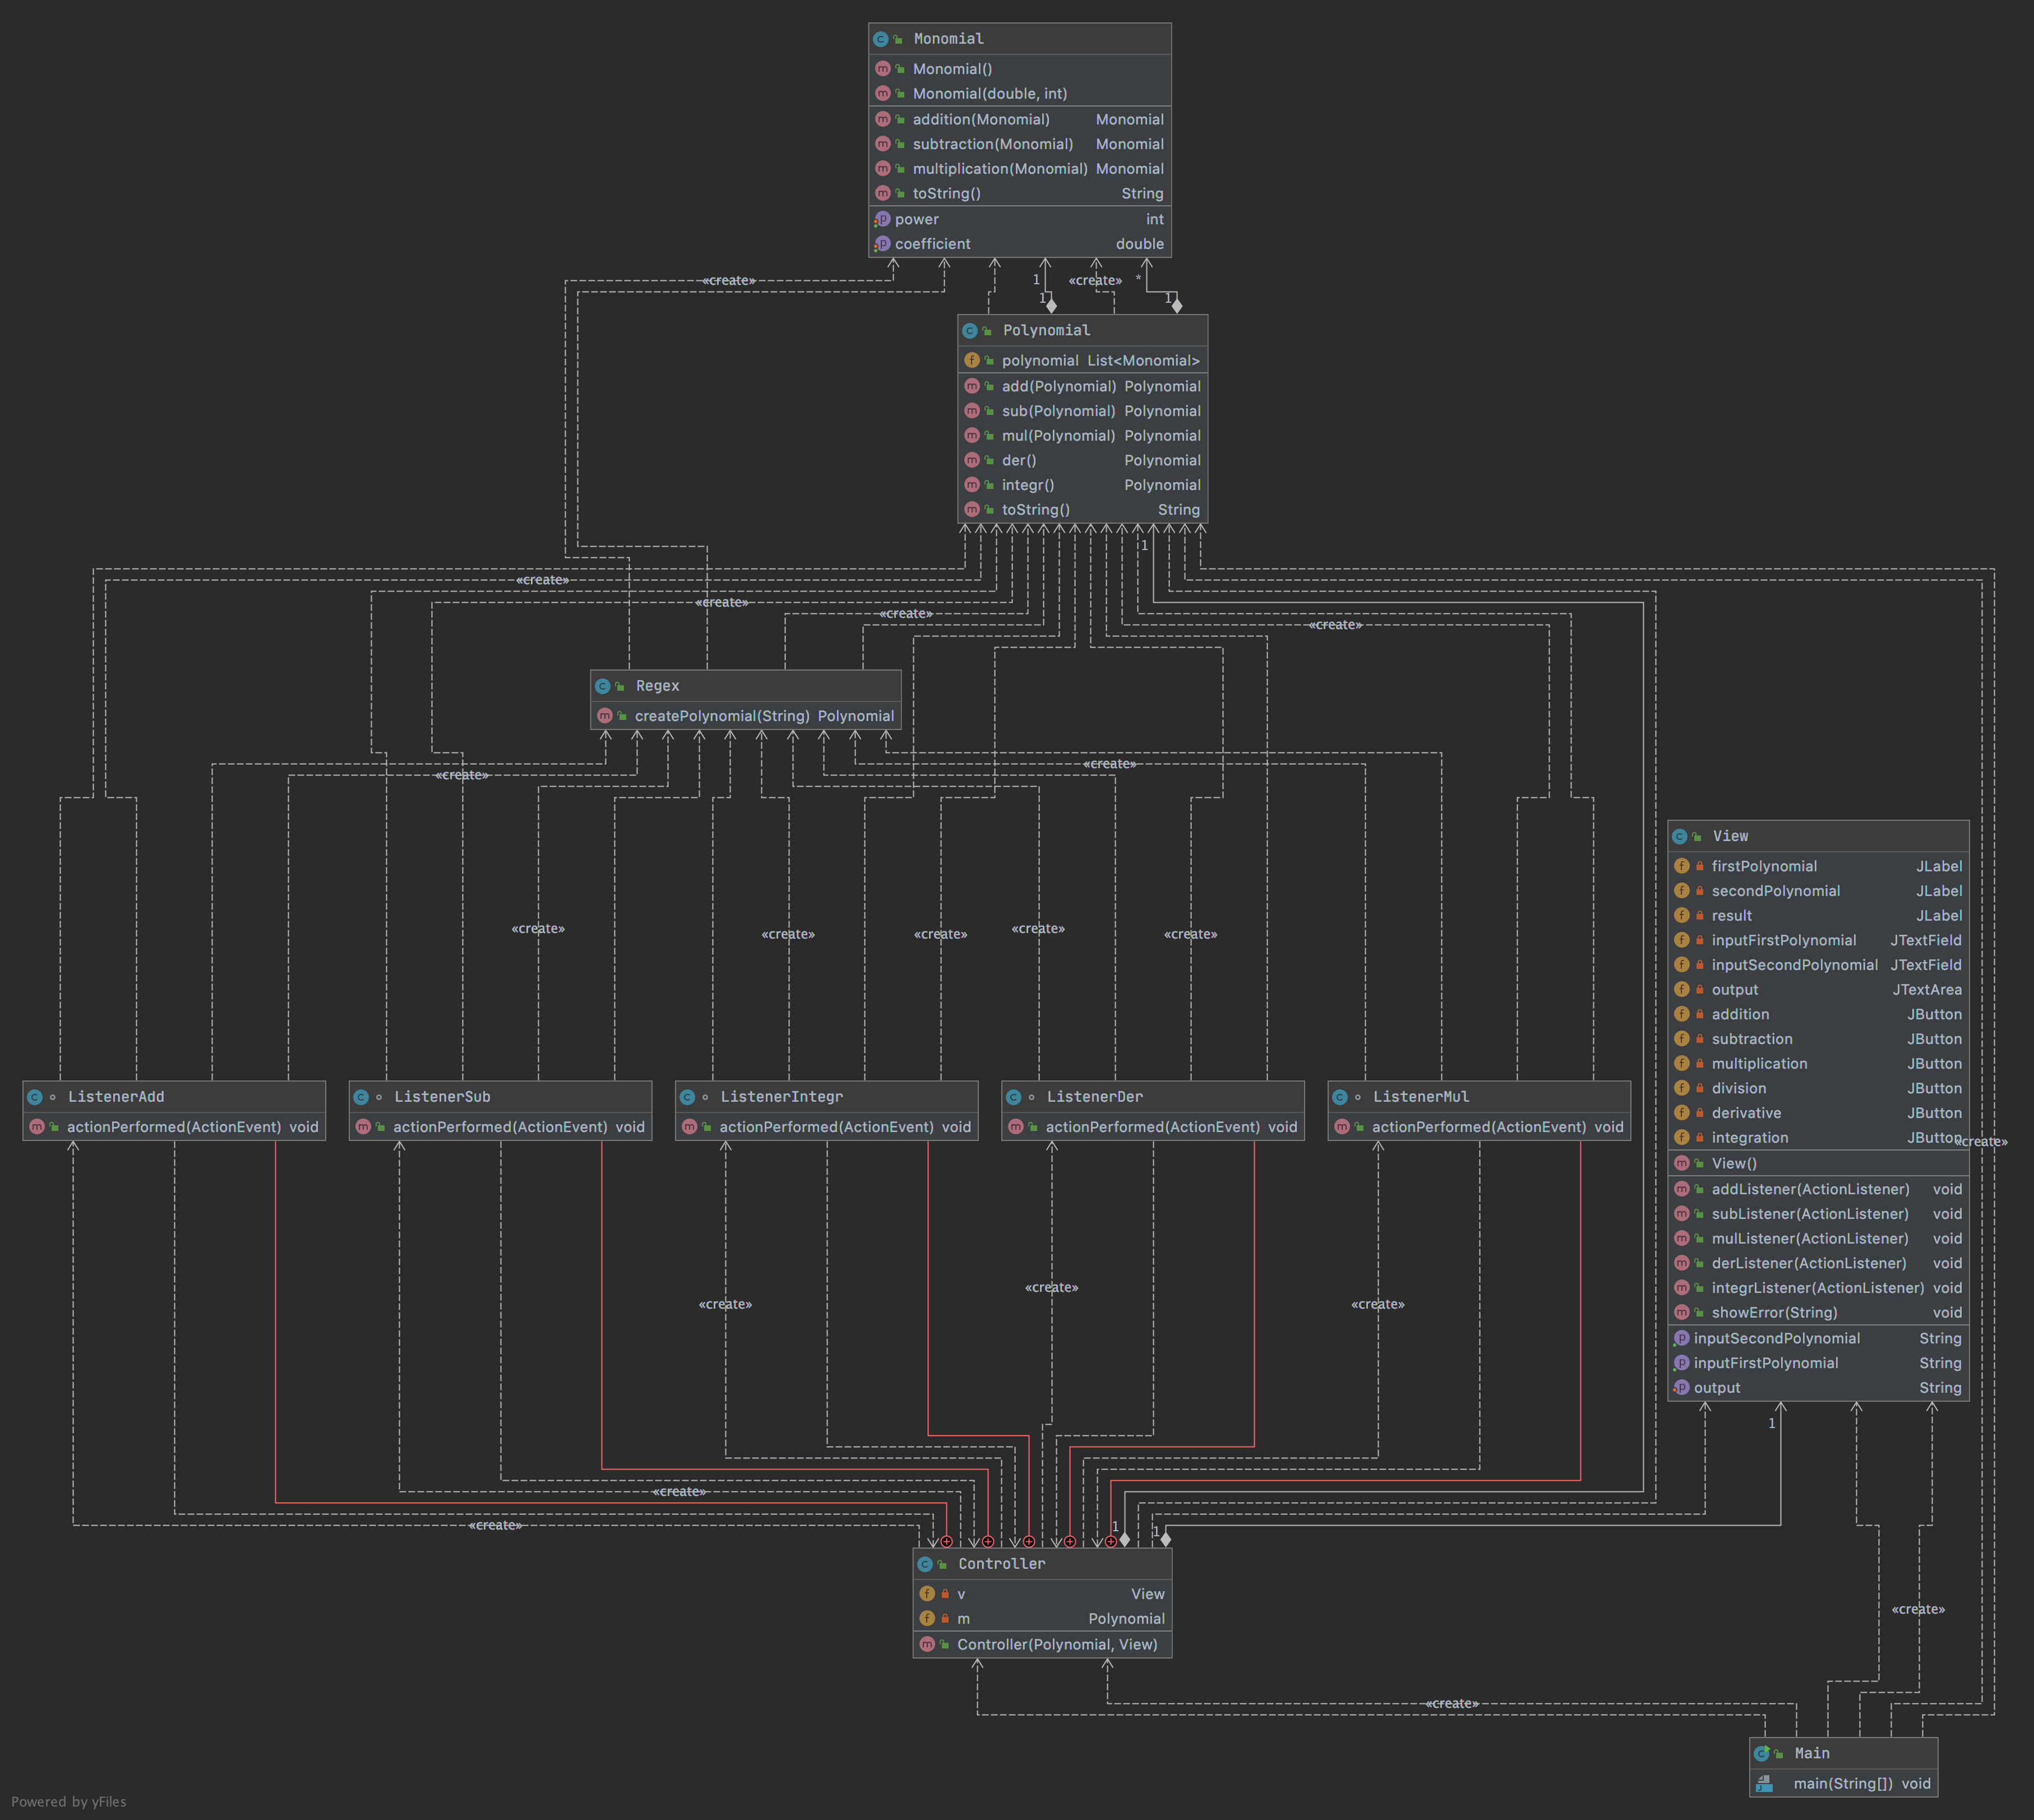 Monomial
Monomial()
Monomial(double, int)
addition(Monomial) Monomial
subtraction(Monomial) Monomial
multiplication(Monomial) Monomial
toString() String
power int
coefficient double
«create» 1 «create» *
1 1
Polynomial
polynomial List<Monomial>
add(Polynomial) Polynomial
sub(Polynomial) Polynomial
mul(Polynomial) Polynomial
der() Polynomial
integr() Polynomial
toString() String
1
«create»
«create»
«create»
«create»
Regex
createPolynomial(String) Polynomial
«create»
«create»
«create» «create» «create» «create» «create»
View
firstPolynomial JLabel
secondPolynomial JLabel
result JLabel
inputFirstPolynomial JTextField
inputSecondPolynomial JTextField
output JTextArea
addition JButton
subtraction JButton
multiplication JButton
division JButton
derivative JButton
integration JButton
«create»
View()
addListener(ActionListener) void
subListener(ActionListener) void
mulListener(ActionListener) void
derListener(ActionListener) void
integrListener(ActionListener) void
showError(String) void
inputSecondPolynomial String
inputFirstPolynomial String
output String
1
ListenerAdd
actionPerformed(ActionEvent) void
ListenerSub
actionPerformed(ActionEvent) void
ListenerIntegr
actionPerformed(ActionEvent) void
ListenerDer
actionPerformed(ActionEvent) void
ListenerMul
actionPerformed(ActionEvent) void
«create»
«create» «create»
«create»
«create» 1 1
Controller
v View
m Polynomial
Controller(Polynomial, View)
«create»
«create»
Main
main(String[]) void
Powered by yFiles